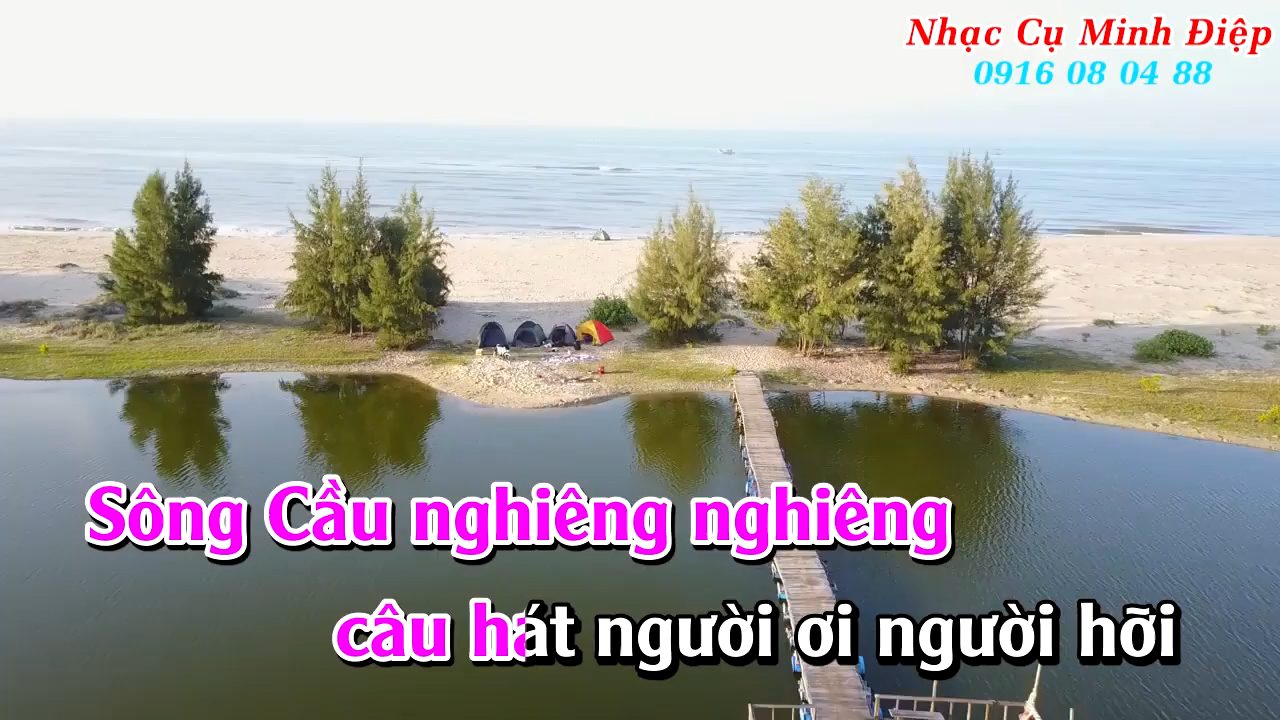 Nhạc Cụ Minh Điệp
0916 08 04 88
Sông Cầu nghiêng nghiêng
câu hát người ơi người hỡi